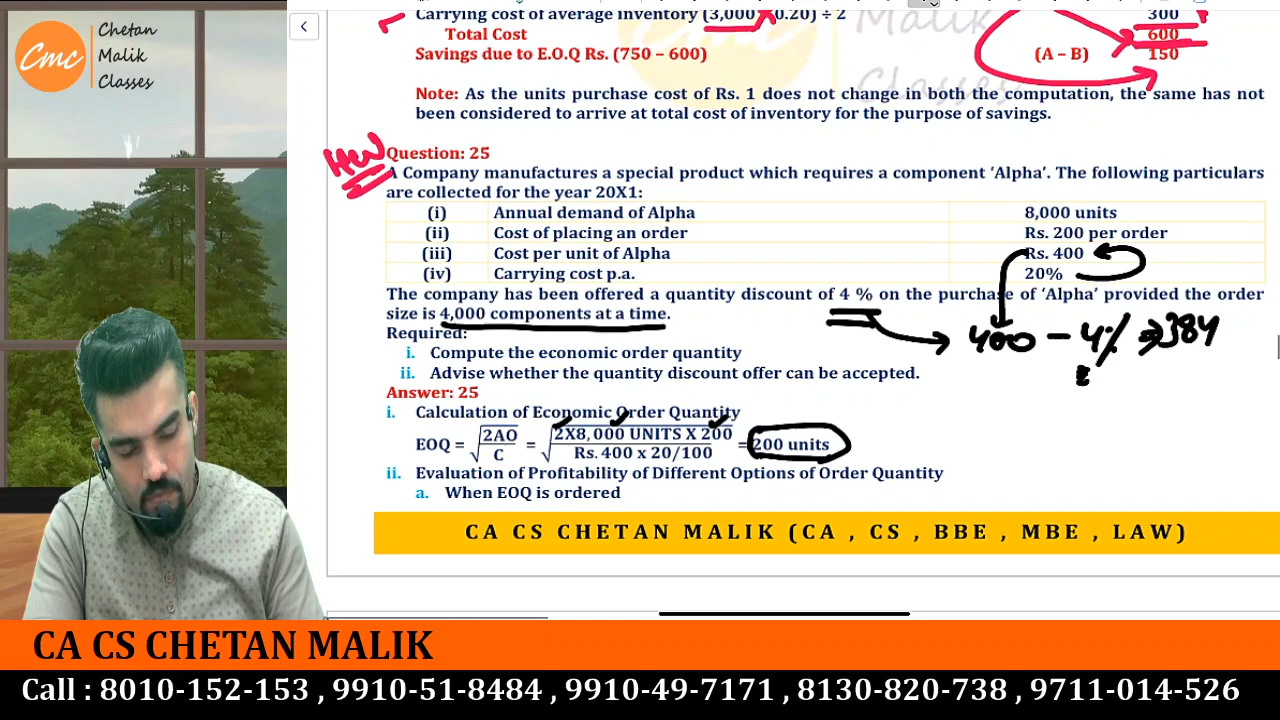 Carrying cost of average inventory (3,000 X 0.20) ÷ 2 300
Total Cost 600
Savings due to E.O.Q Rs. (750 – 600) (A – B) 150
Cmc
Chetan
Malik
Classes
Malik
Classes
Note: As the units purchase cost of Rs. 1 does not change in both the computation, the same has not
been considered to arrive at total cost of inventory for the purpose of savings.
HW
Question: 25
A Company manufactures a special product which requires a component ‘Alpha’. The following particulars
are collected for the year 20X1:
(i) Annual demand of Alpha 8,000 units
(ii) Cost of placing an order Rs. 200 per order
(iii) Cost per unit of Alpha Rs. 400
(iv) Carrying cost p.a. 20%
The company has been offered a quantity discount of 4 % on the purchase of ‘Alpha’ provided the order
size is 4,000 components at a time.
400 – 4% ⇒ 384
Required:
i. Compute the economic order quantity
ii. Advise whether the quantity discount offer can be accepted.
Answer: 25
i. Calculation of Economic Order Quantity
EOQ = √2AO/C = √2X8,000 UNITS X 200/Rs. 400 x 20/100 = 200 units
ii. Evaluation of Profitability of Different Options of Order Quantity
a. When EOQ is ordered
CA CS CHETAN MALIK (CA , CS , BBE , MBE , LAW)
CA CS CHETAN MALIK
Call : 8010-152-153 , 9910-51-8484 , 9910-49-7171 , 8130-820-738 , 9711-014-526